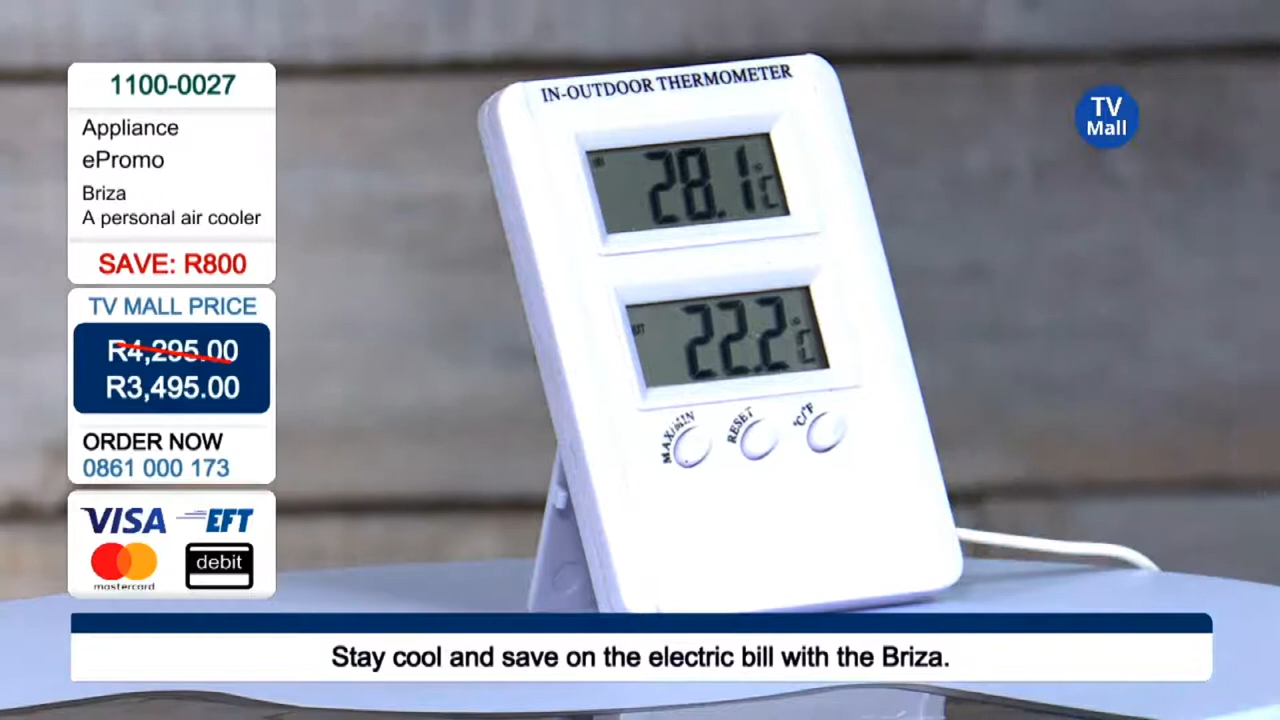 1100-0027
Appliance
ePromo
Briza
A personal air cooler
SAVE: R800
TV MALL PRICE
R4,295.00
R3,495.00
ORDER NOW
0861 000 173
VISA EFT
mastercard debit
IN-OUTDOOR THERMOMETER
28.1°C
22.2°C
MAX/MIN RESET °C/°F
TV
Mall
Stay cool and save on the electric bill with the Briza.